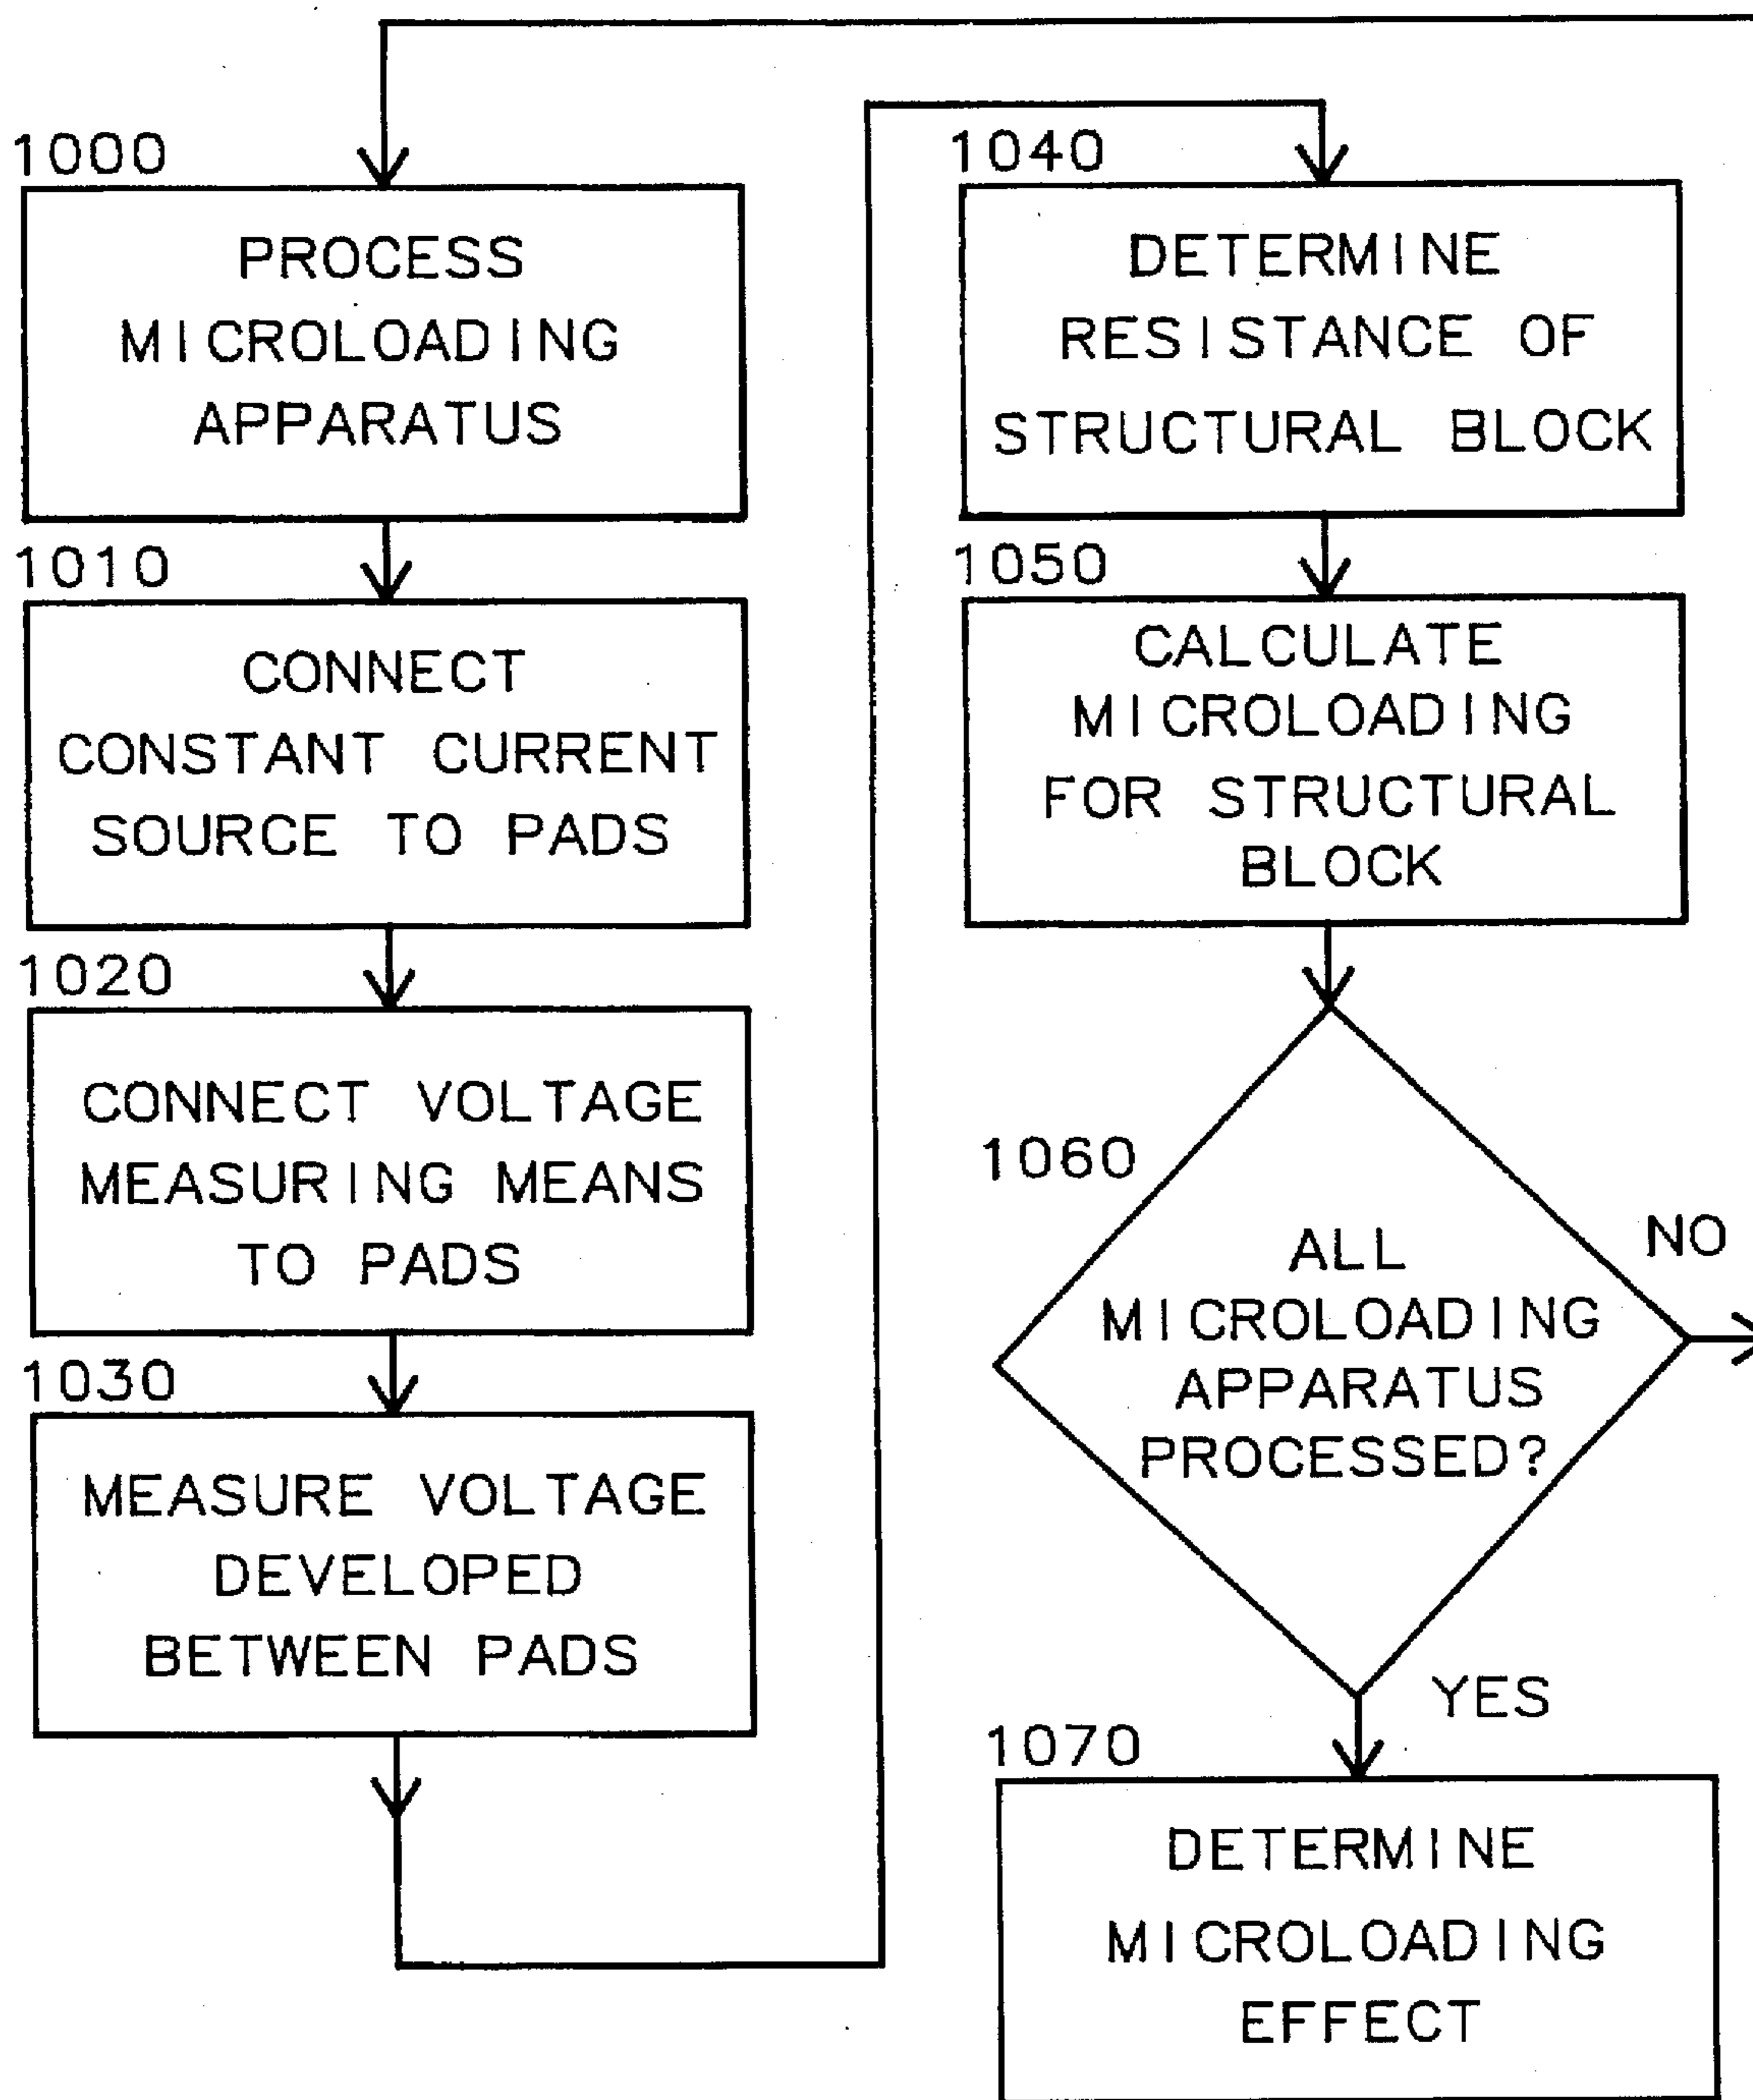 1000
PROCESS
MICROLOADING
APPARATUS
1010
CONNECT
CONSTANT CURRENT
SOURCE TO PADS
1020
CONNECT VOLTAGE
MEASURING MEANS
TO PADS
1030
MEASURE VOLTAGE
DEVELOPED
BETWEEN PADS
1040
DETERMINE
RESISTANCE OF
STRUCTURAL BLOCK
1050
CALCULATE
MICROLOADING
FOR STRUCTURAL
BLOCK
1060
ALL
MICROLOADING
APPARATUS
PROCESSED?
NO
YES
1070
DETERMINE
MICROLOADING
EFFECT